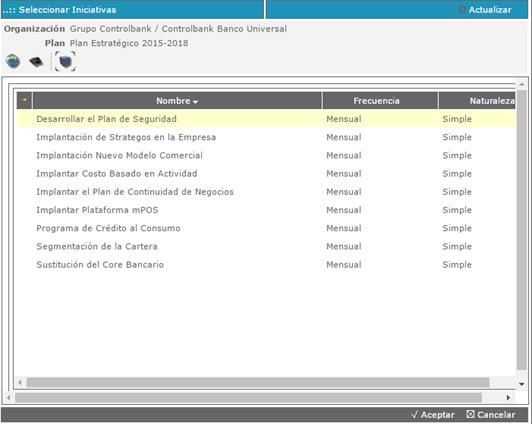 ..:: Seleccionar Iniciativas Actualizar
Organización Grupo Controlbank / Controlbank Banco Universal
Plan Plan Estratégico 2015-2018
Nombre Frecuencia Naturaleza
Desarrollar el Plan de Seguridad Mensual Simple
Implantación de Strategos en la Empresa Mensual Simple
Implantación Nuevo Modelo Comercial Mensual Simple
Implantar Costo Basado en Actividad Mensual Simple
Implantar el Plan de Continuidad de Negocios Mensual Simple
Implantar Plataforma mPOS Mensual Simple
Programa de Crédito al Consumo Mensual Simple
Segmentación de la Cartera Mensual Simple
Sustitución del Core Bancario Mensual Simple
Aceptar Cancelar